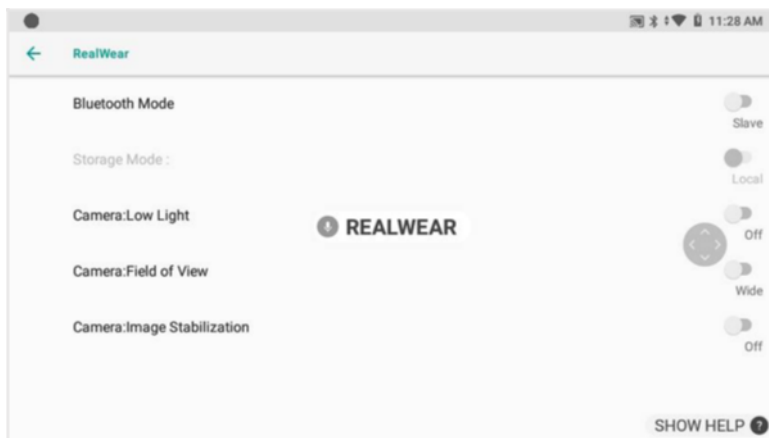 11:28 AM
RealWear
Bluetooth Mode
Slave
Storage Mode :
Local
Camera:Low Light
Off
REALWEAR
Camera:Field of View
Wide
Camera:Image Stabilization
Off
SHOW HELP ?